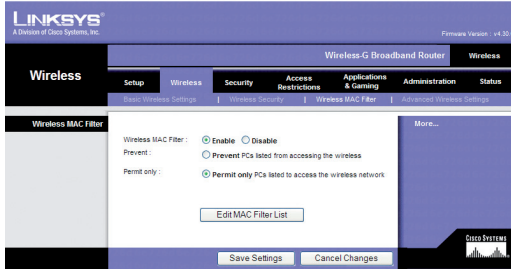 LINKSYS®
A Division of Cisco Systems, Inc.
Firmware Version : v4.30.
Wireless-G Broadband Router Wireless
Wireless
Setup Wireless Security Access Restrictions Applications & Gaming Administration Status
Basic Wireless Settings | Wireless Security | Wireless MAC Filter | Advanced Wireless Settings
Wireless MAC Filter
More...
Wireless MAC Filter : Enable Disable
Prevent : Prevent PCs listed from accessing the wireless
Permit only : Permit only PCs listed to access the wireless network
Edit MAC Filter List
CISCO SYSTEMS
Save Settings Cancel Changes